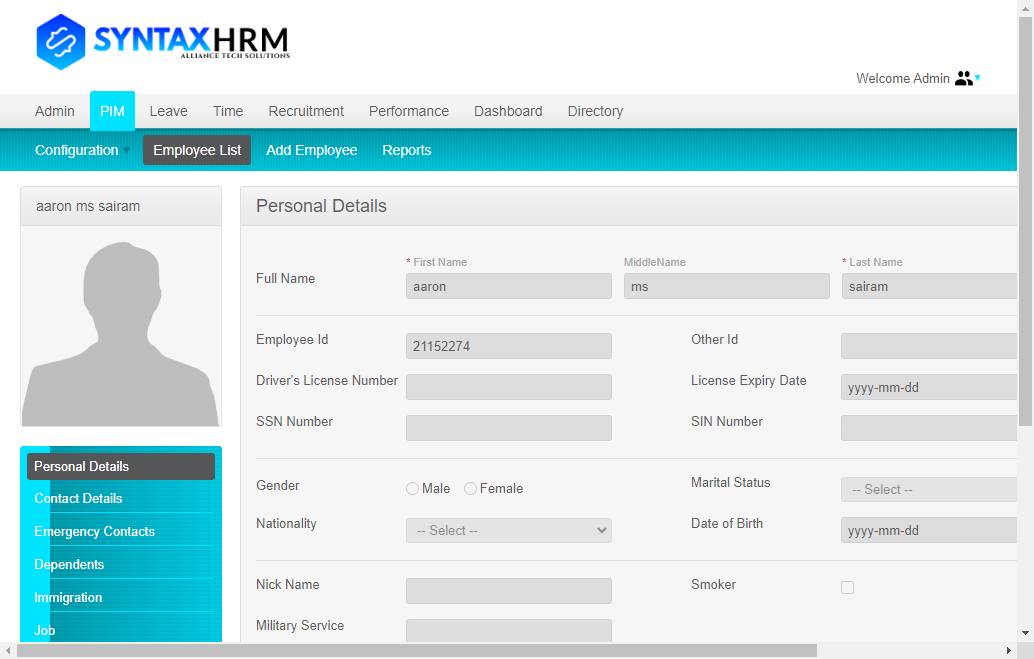 SYNTAXHRM
ALLIANCE TECH SOLUTIONS
Welcome Admin
Admin PIM Leave Time Recruitment Performance Dashboard Directory
Configuration Employee List Add Employee Reports
aaron ms sairam
Personal Details
* First Name MiddleName * Last Name
Full Name aaron ms sairam
Employee Id 21152274 Other Id
Driver's License Number License Expiry Date yyyy-mm-dd
SSN Number SIN Number
Gender Male Female Marital Status -- Select --
Nationality -- Select -- Date of Birth yyyy-mm-dd
Nick Name Smoker
Military Service
Personal Details
Contact Details
Emergency Contacts
Dependents
Immigration
Job